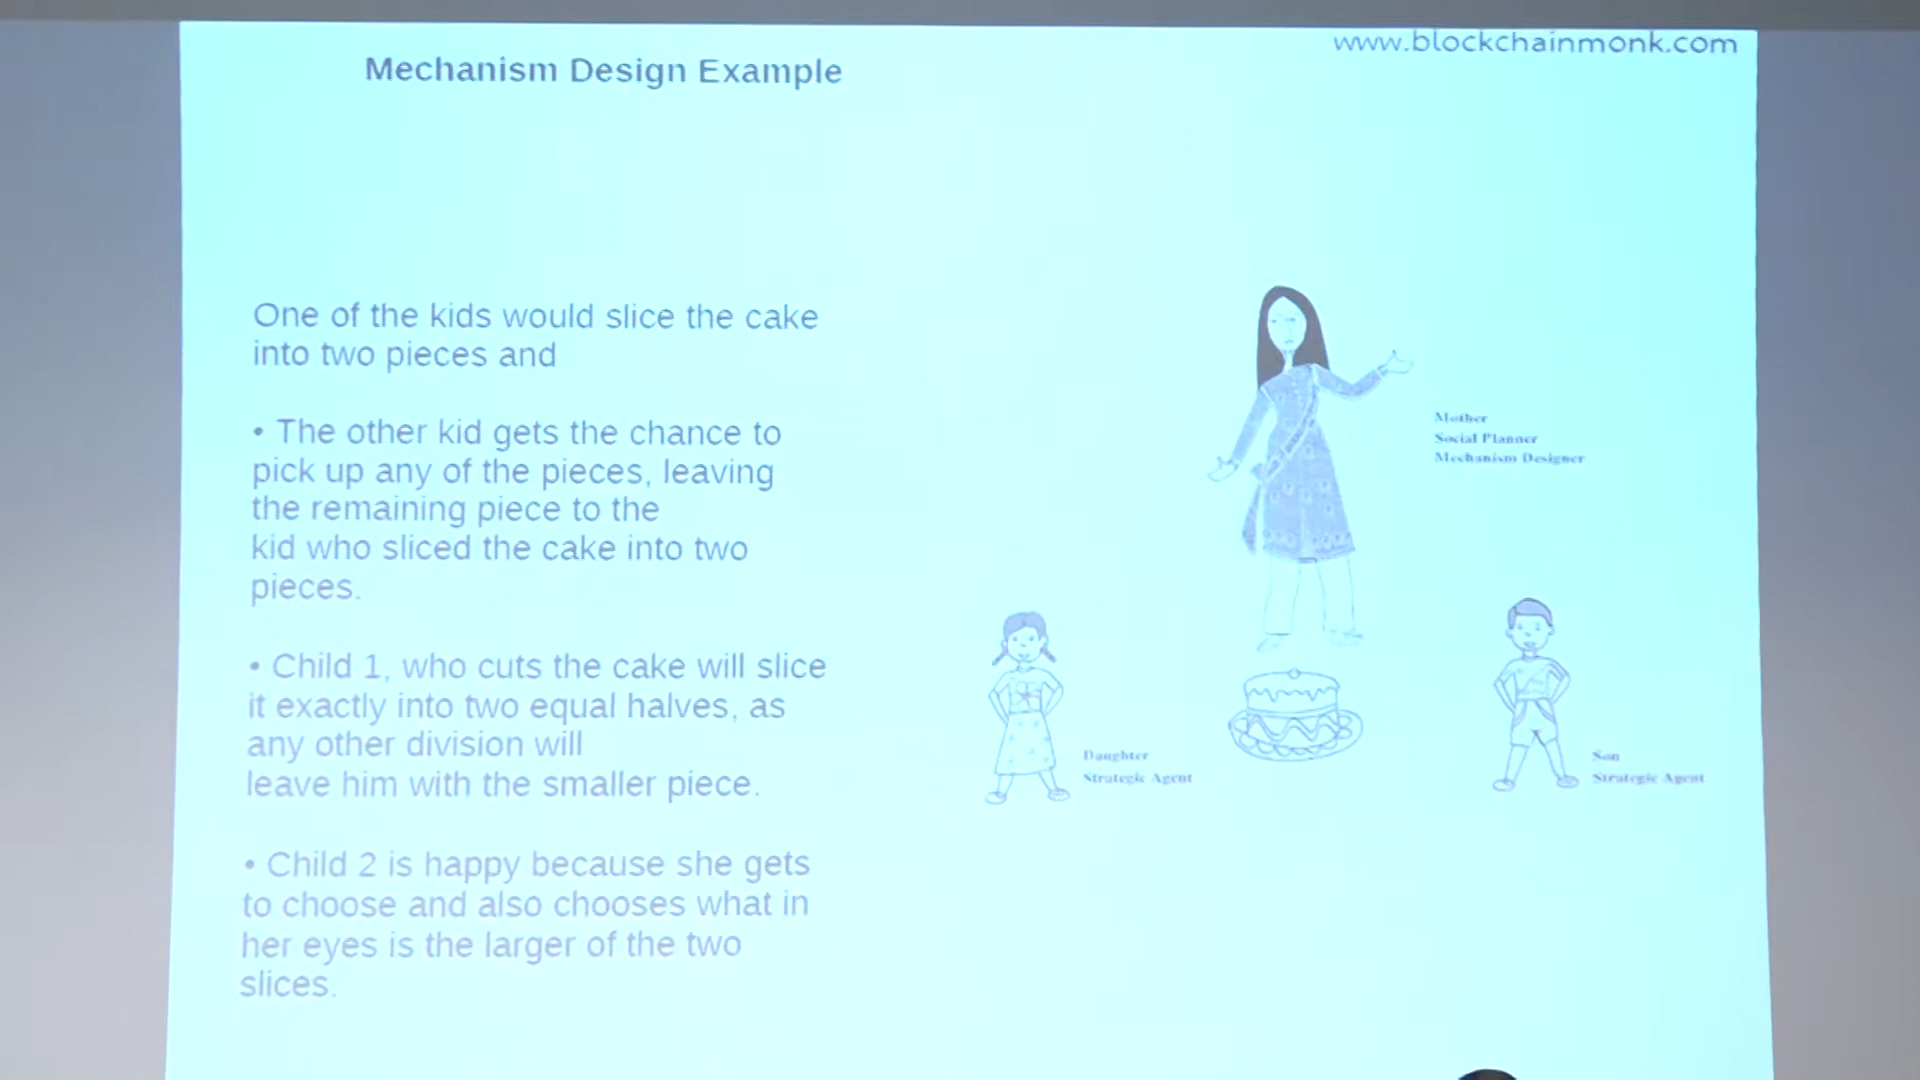 www.blockchainmonk.com
Mechanism Design Example
One of the kids would slice the cake
into two pieces and
• The other kid gets the chance to
pick up any of the pieces, leaving
the remaining piece to the
kid who sliced the cake into two
pieces.
• Child 1, who cuts the cake will slice
it exactly into two equal halves, as
any other division will
leave him with the smaller piece.
• Child 2 is happy because she gets
to choose and also chooses what in
her eyes is the larger of the two
slices.
Mother
Social Planner
Mechanism Designer
Daughter
Strategic Agent
Son
Strategic Agent